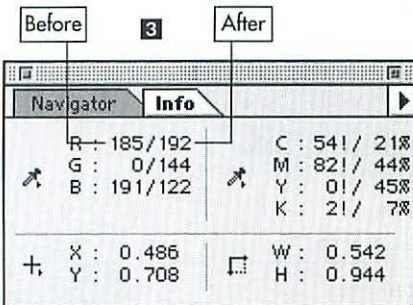 Before 3 After
Navigator Info
R : 185/192 C : 54!/ 21%
G : 0/144 M : 82!/ 44%
B : 191/122 Y : 0!/ 45%
K : 2!/ 7%
X : 0.486 W : 0.542
Y : 0.708 H : 0.944